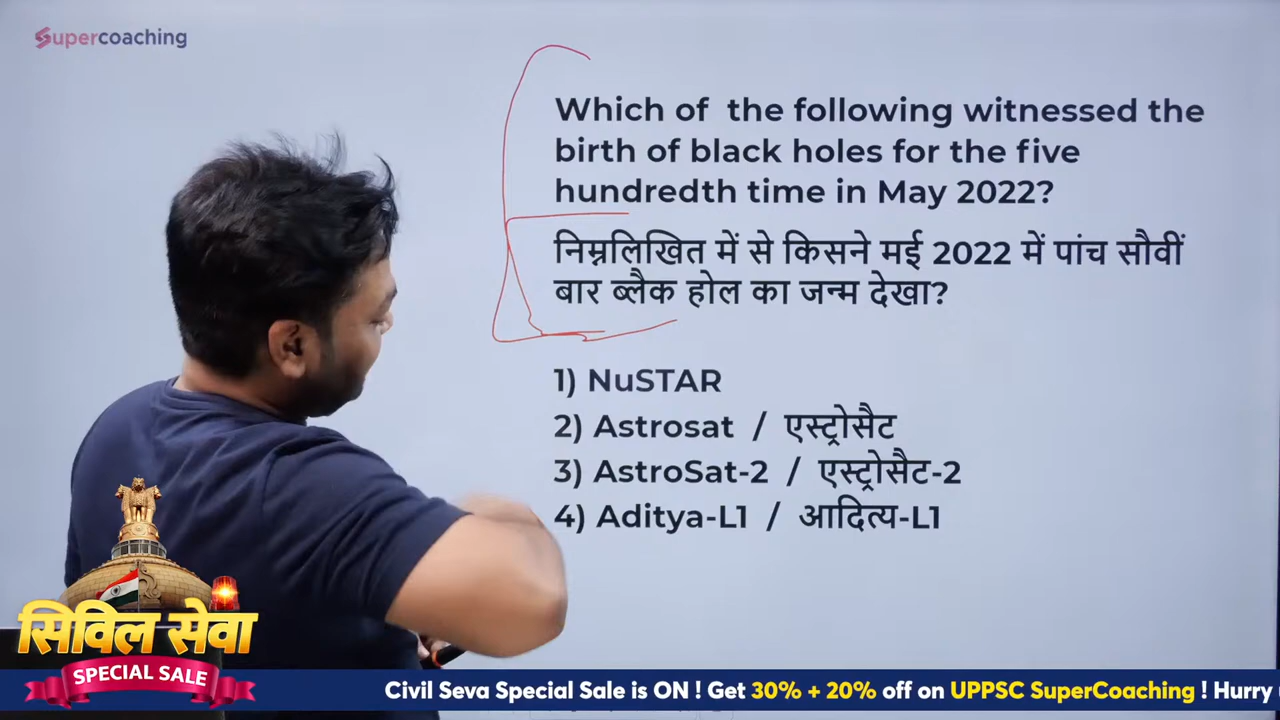 Supercoaching
Which of the following witnessed the
birth of black holes for the five
hundredth time in May 2022?
निम्नलिखित में से किसने मई 2022 में पांच सौवीं
बार ब्लैक होल का जन्म देखा?
1) NuSTAR
2) Astrosat / एस्ट्रोसैट
3) AstroSat-2 / एस्ट्रोसैट-2
4) Aditya-L1 / आदित्य-L1
सिविल सेवा
SPECIAL SALE
Civil Seva Special Sale is ON ! Get 30% + 20% off on UPPSC SuperCoaching ! Hurry